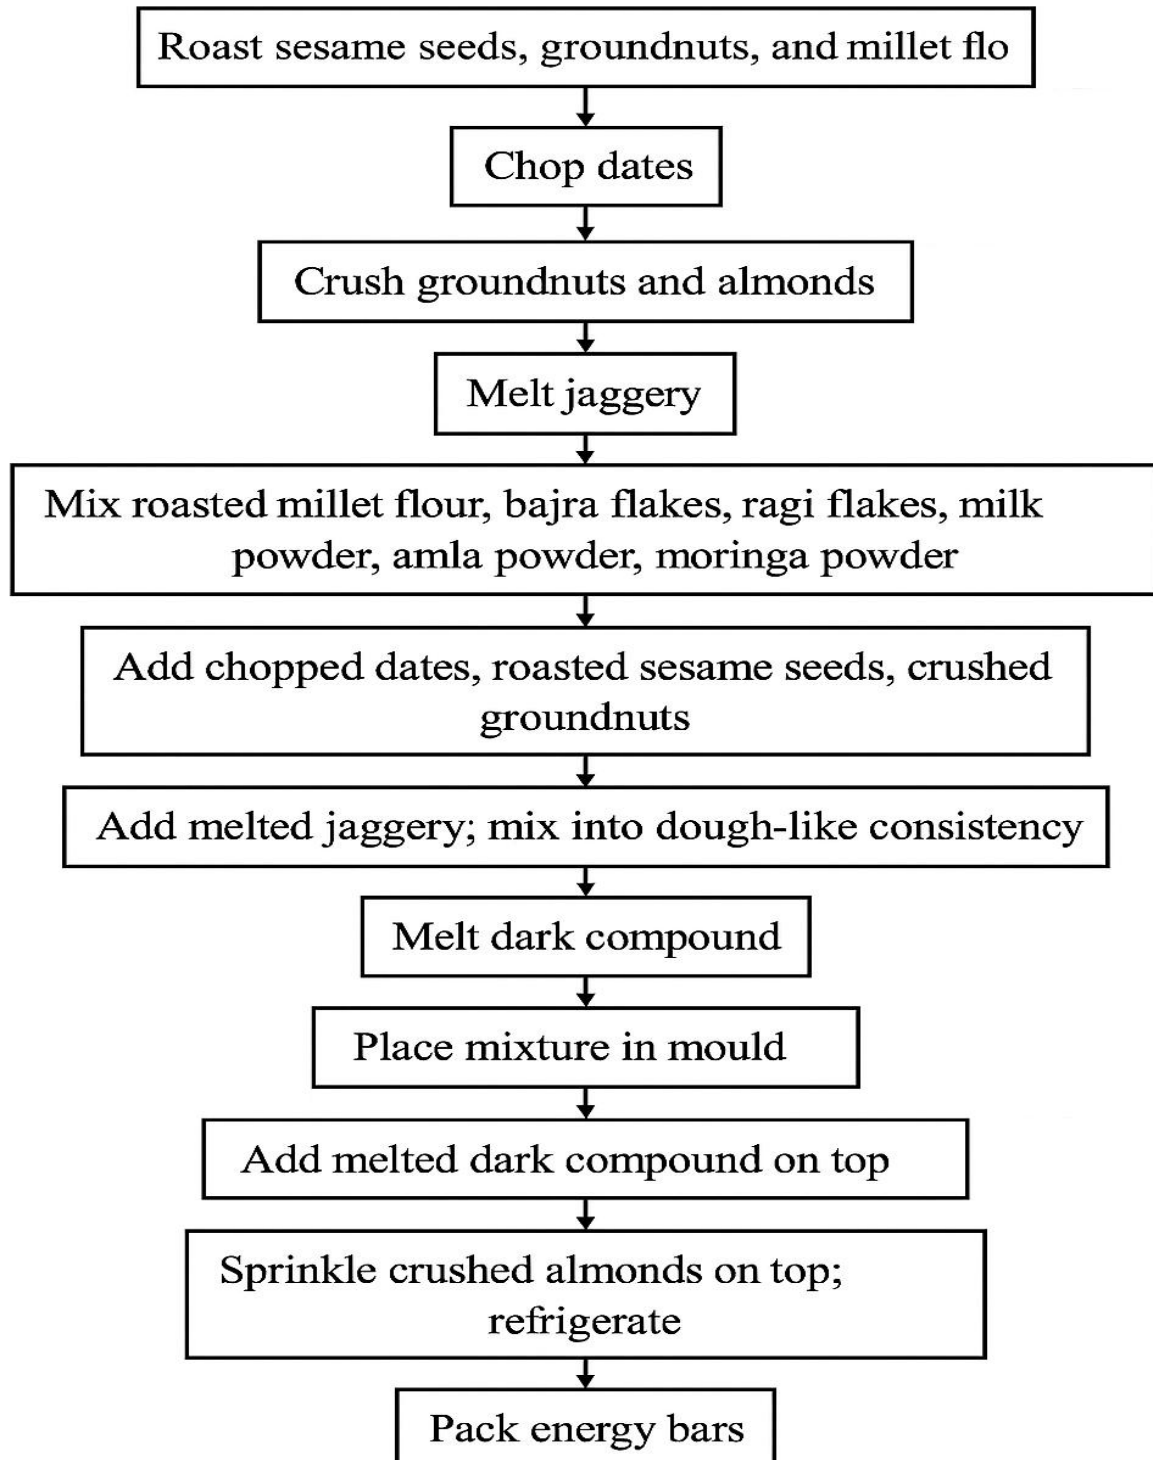 Roast sesame seeds, groundnuts, and millet flo
Chop dates
Crush groundnuts and almonds
Melt jaggery
Mix roasted millet flour, bajra flakes, ragi flakes, milk
powder, amla powder, moringa powder
Add chopped dates, roasted sesame seeds, crushed
groundnuts
Add melted jaggery; mix into dough-like consistency
Melt dark compound
Place mixture in mould
Add melted dark compound on top
Sprinkle crushed almonds on top;
refrigerate
Pack energy bars